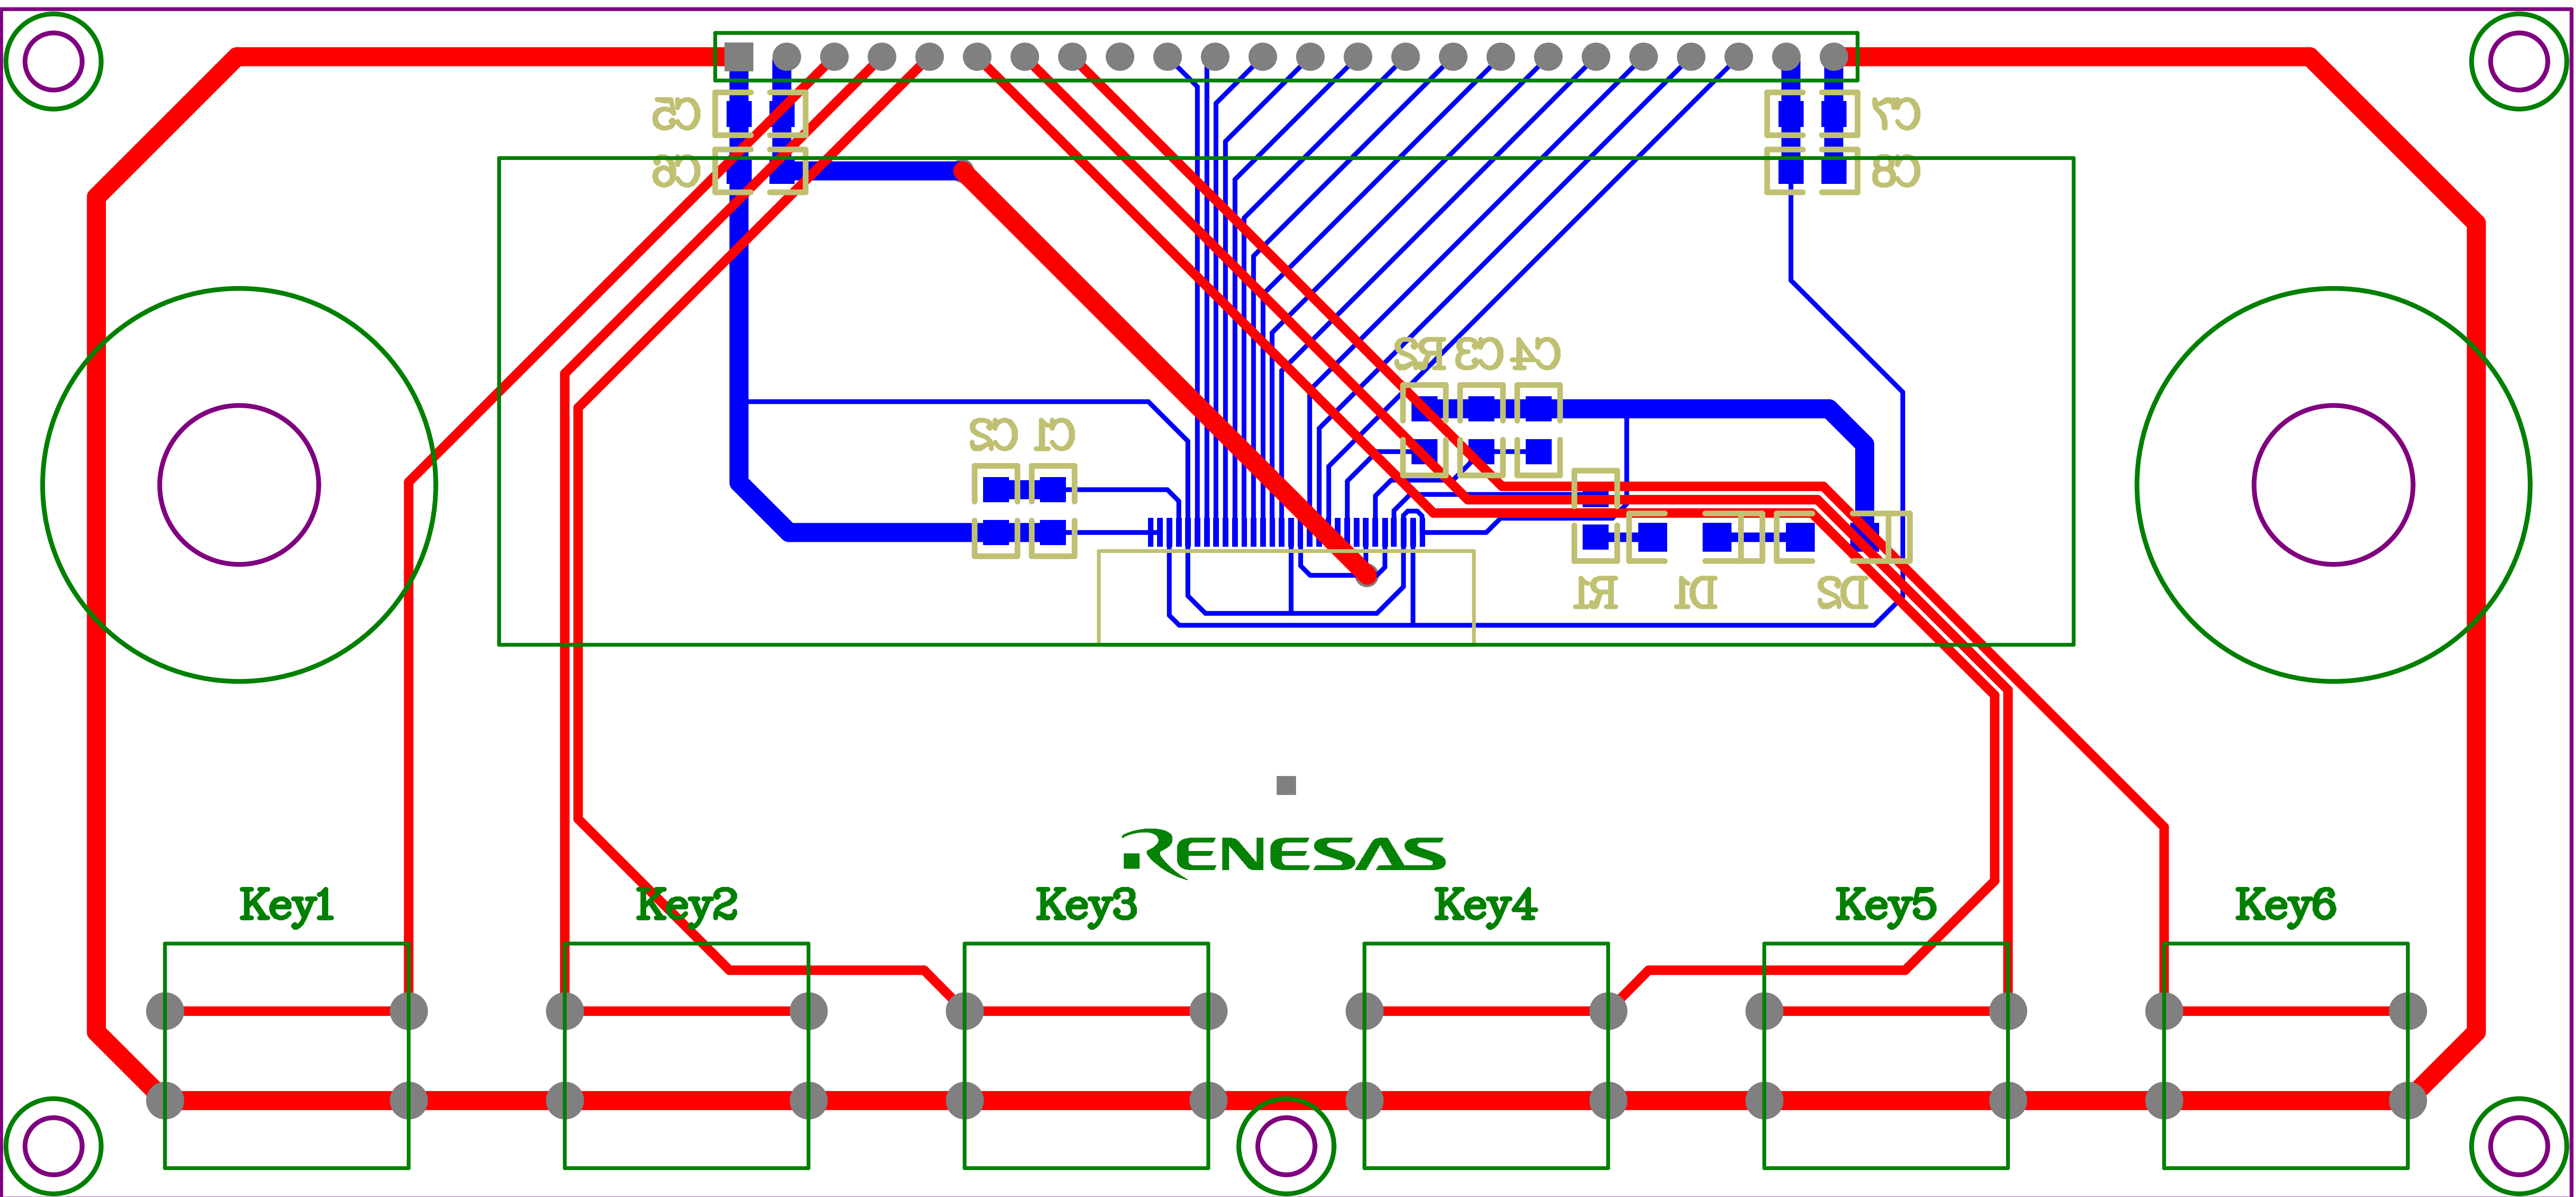 C5
C7
C6
C8
R2 C3 C4
C2 C1
R1 D1 D2
RENESAS
Key1 Key2 Key3 Key4 Key5 Key6